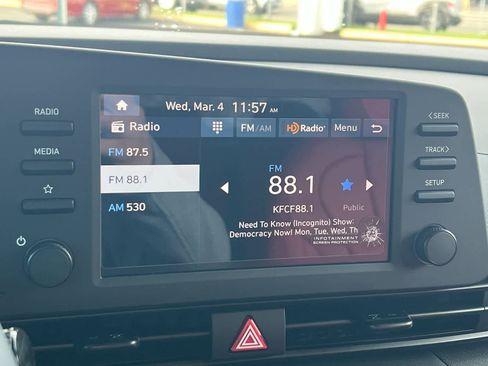 Wed, Mar. 4 11:57 AM
RADIO
MEDIA
Radio
FM/AM
HD Radio
Menu
FM 87.5
FM 88.1
AM 530
FM
88.1
KFCF88.1
Public
Need To Know (Incognito) Show:
Democracy Now! Mon, Tue, Wed, Th
INFOTAINMENT
SCREEN PROTECTION
< SEEK
TRACK >
SETUP